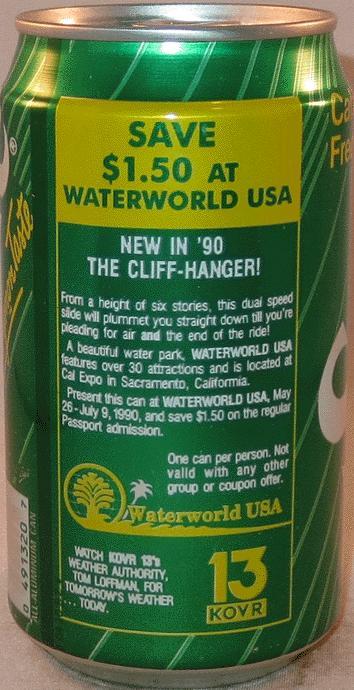 SAVE
$1.50 AT
WATERWORLD USA
NEW IN '90
THE CLIFF-HANGER!
From a height of six stories, this dual speed
slide will plummet you straight down till you're
pleading for air and the end of the ride!
A beautiful water park, WATERWORLD USA
features over 30 attractions and is located at
Cal Expo in Sacramento, California.
Present this can at WATERWORLD USA, May
26-July 9, 1990, and save $1.50 on the regular
Passport admission.
One can per person. Not
valid with any other
group or coupon offer.
Waterworld USA
WATCH KOVR 13's
WEATHER AUTHORITY,
TOM LOFFMAN, FOR
TOMORROW'S WEATHER
... TODAY.
13
KOVR
®
Taste
0 491320 7
ALL-ALUMINUM CAN
Ca
Fre